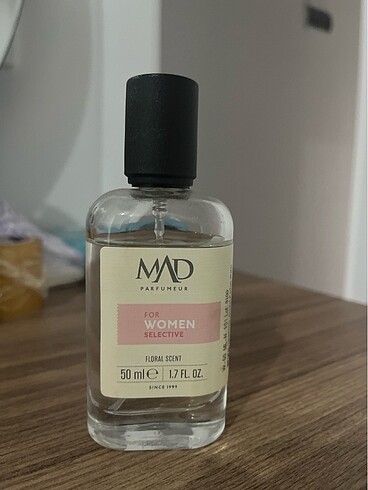 MAD
PARFUMEUR
FOR
WOMEN
SELECTIVE
FLORAL SCENT
50 ml ℮ 1.7 FL. OZ.
SINCE 1999